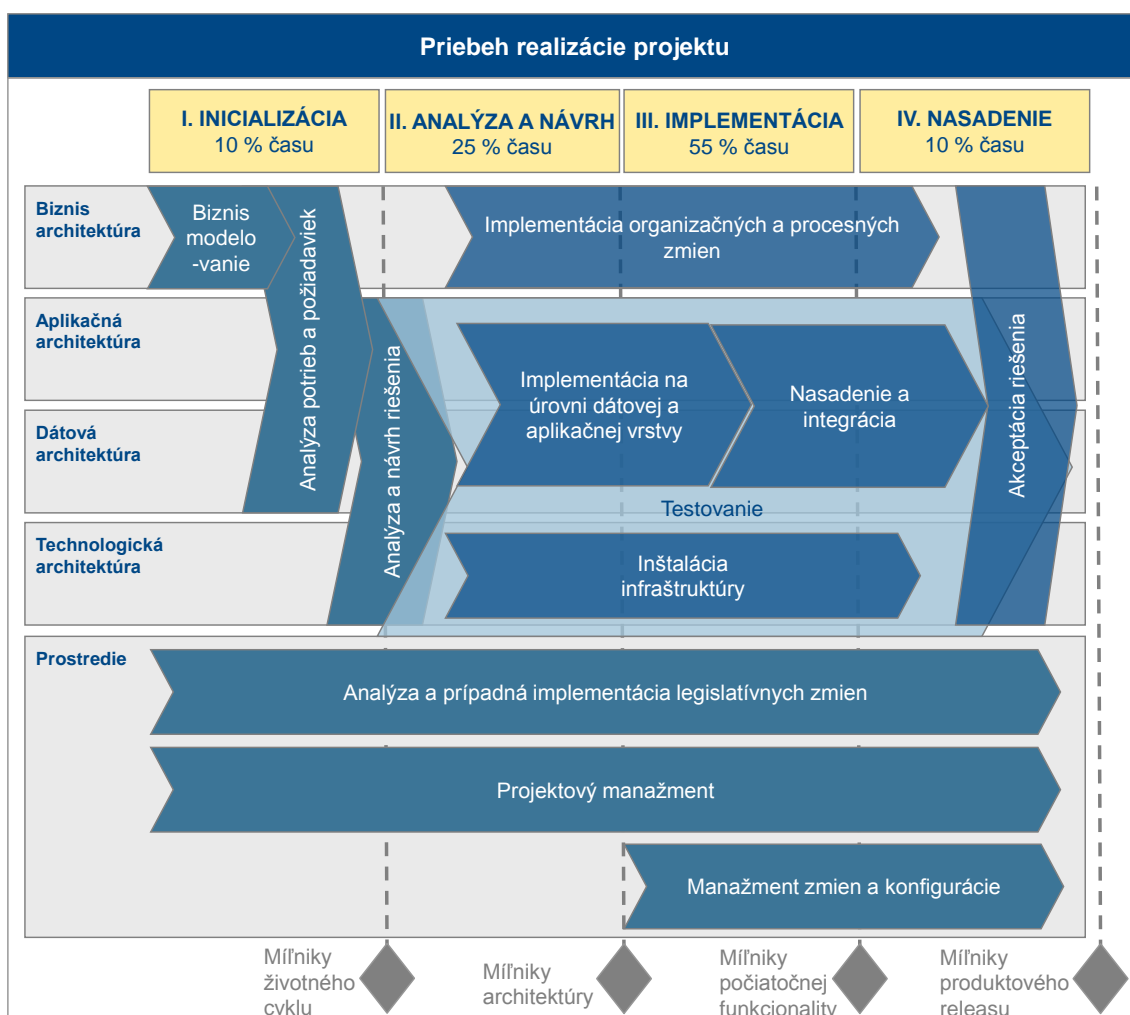 Priebeh realizácie projektu
I. INICIALIZÁCIA
10 % času
II. ANALÝZA A NÁVRH
25 % času
III. IMPLEMENTÁCIA
55 % času
IV. NASADENIE
10 % času
Biznis
architektúra
Biznis
modelo
-vanie
Analýza potrieb a požiadaviek
Implementácia organizačných a procesných
zmien
Aplikačná
architektúra
Analýza a návrh riešenia
Implementácia na
úrovni dátovej a
aplikačnej vrstvy
Nasadenie a
integrácia
Akceptácia riešenia
Dátová
architektúra
Testovanie
Technologická
architektúra
Inštalácia
infraštruktúry
Prostredie
Analýza a prípadná implementácia legislatívnych zmien
Projektový manažment
Manažment zmien a konfigurácie
Míľniky
životného
cyklu
Míľniky
architektúry
Míľniky
počiatočnej
funkcionality
Míľniky
produktového
releasu